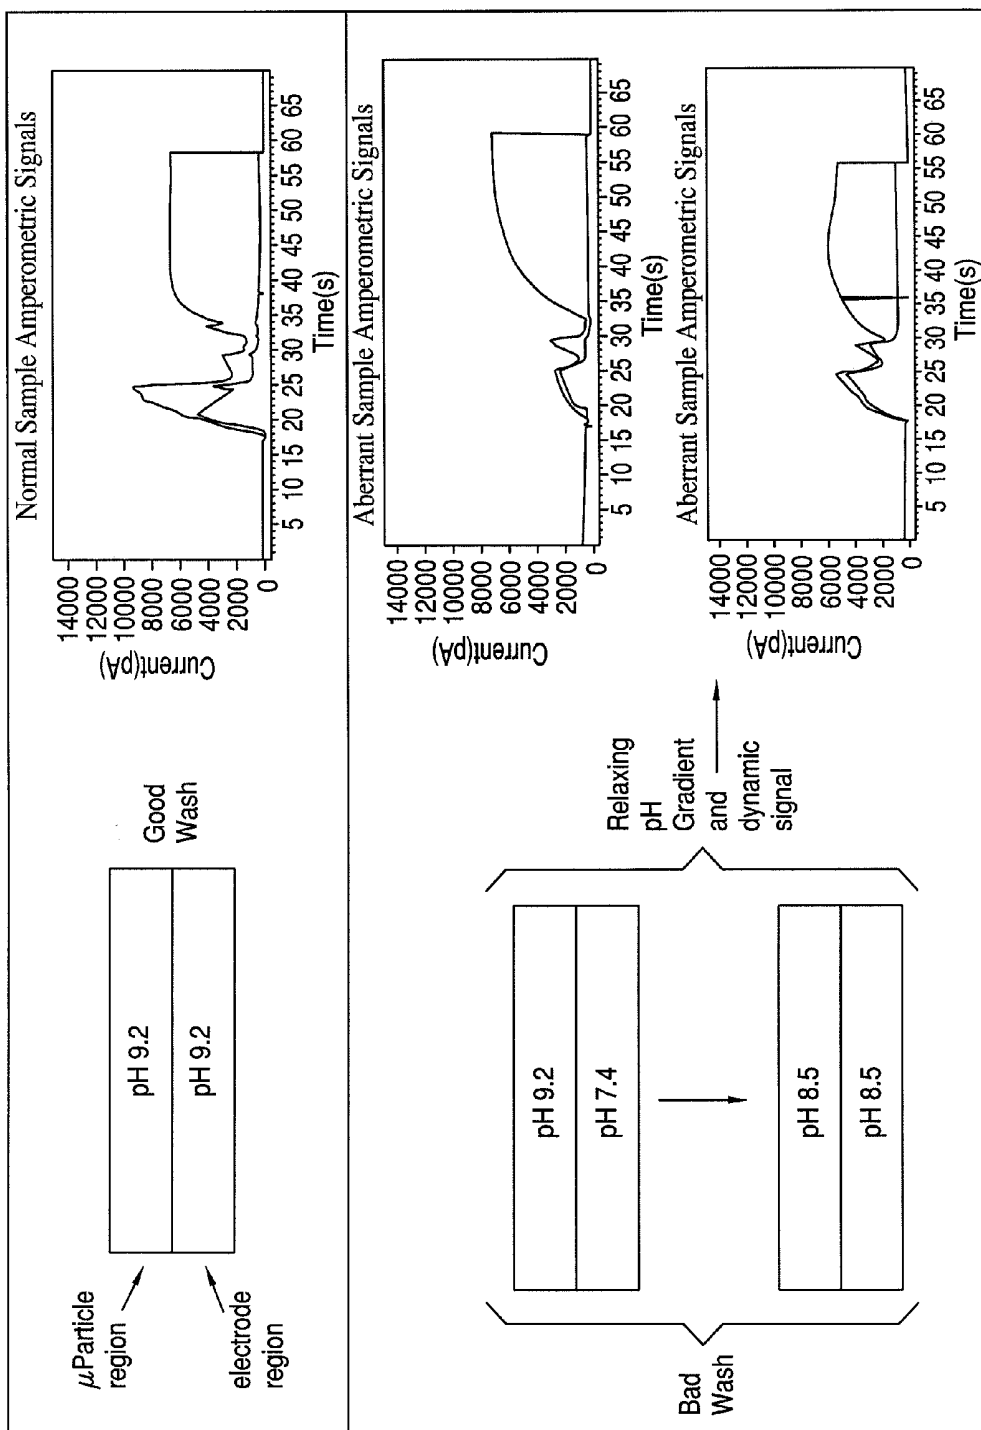 μParticle
region
electrode
region
pH 9.2
pH 9.2
Good
Wash
Normal Sample Amperometric Signals
Current(pA)
14000
12000
10000
8000
6000
4000
2000
0
5 10 15 20 25 30 35 40 45 50 55 60 65
Time(s)
Bad
Wash
pH 9.2
pH 7.4
pH 8.5
pH 8.5
Relaxing
pH
Gradient
and
dynamic
signal
Aberrant Sample Amperometric Signals
Current(pA)
14000
12000
10000
8000
6000
4000
2000
0
5 10 15 20 25 30 35 40 45 50 55 60 65
Time(s)
Aberrant Sample Amperometric Signals
Current(pA)
14000
12000
10000
8000
6000
4000
2000
0
5 10 15 20 25 30 35 40 45 50 55 60 65
Time(s)